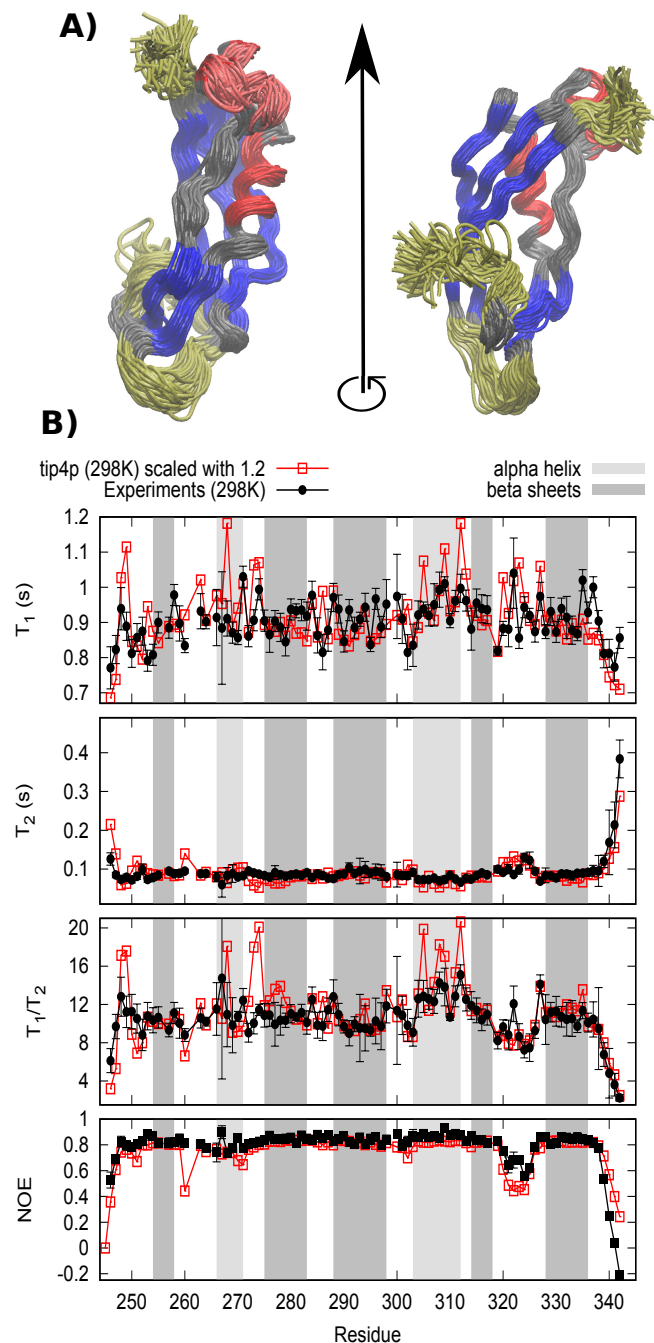 A)
B)
tip4p (298K) scaled with 1.2
Experiments (298K)
alpha helix
beta sheets
T1 (s)
1.2
1.1
1
0.9
0.8
0.7
T2 (s)
0.4
0.3
0.2
0.1
T1/T2
20
16
12
8
4
NOE
1
0.8
0.6
0.4
0.2
0
-0.2
250 260 270 280 290 300 310 320 330 340
Residue